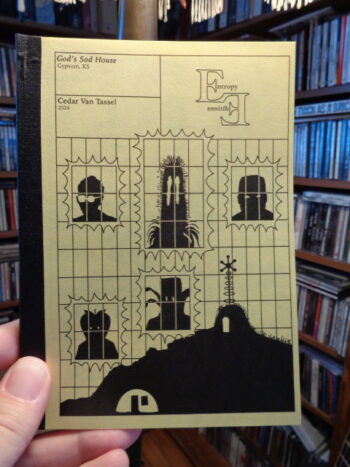 God's Sod House
Gypsum, KS
Cedar Van Tassel
2024
Entropy
Editions